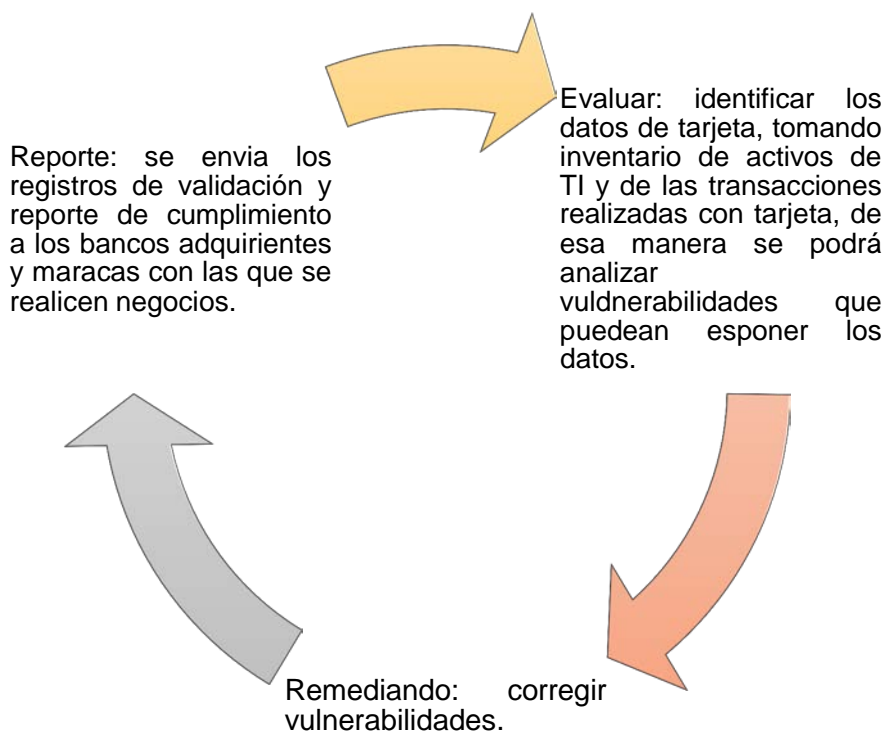 Reporte: se envia los
registros de validación y
reporte de cumplimiento
a los bancos adquirientes
y maracas con las que se
realicen negocios.
Evaluar: identificar los
datos de tarjeta, tomando
inventario de activos de
TI y de las transacciones
realizadas con tarjeta, de
esa manera se podrá
analizar
vuldnerabilidades que
puedean esponer los
datos.
Remediando: corregir
vulnerabilidades.